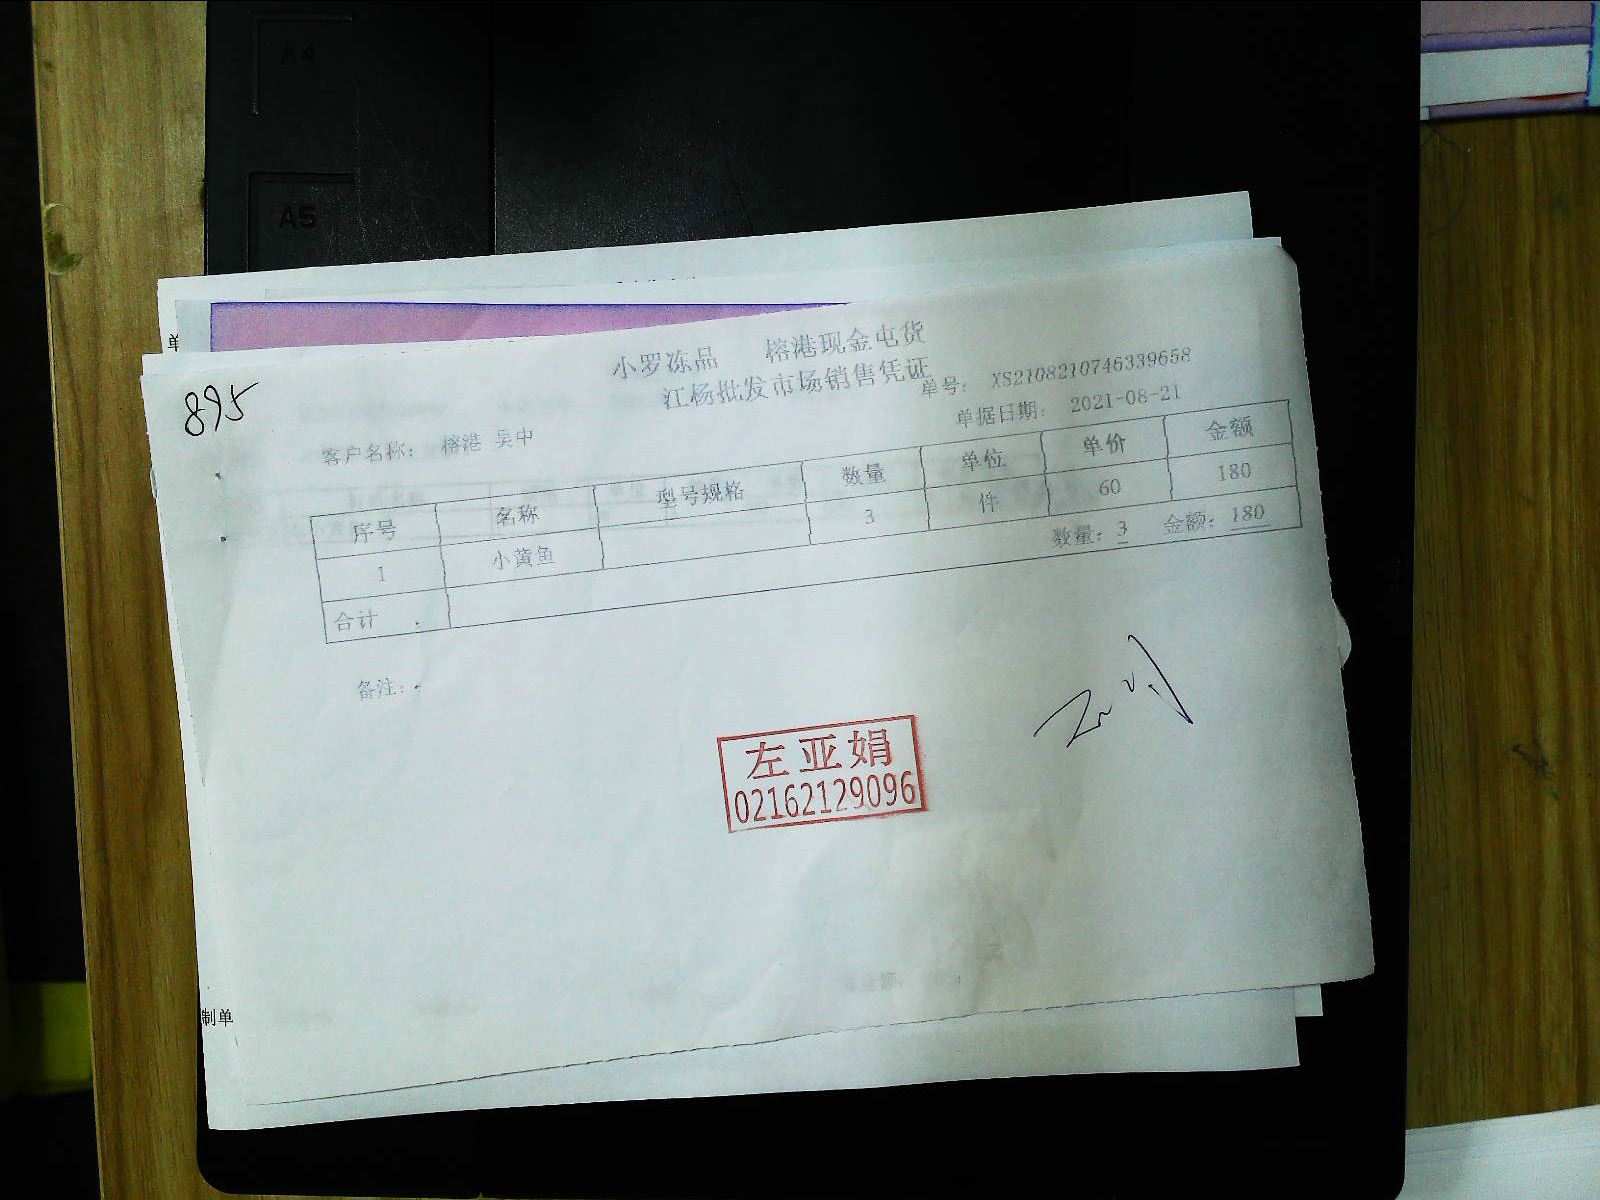 A4
A5
单
895
小罗冻品 榕港现金屯货
江杨批发市场销售凭证
单号： XS2108210746339658
客户名称： 榕港 吴中
单据日期： 2021-08-21
序号 名称 型号规格 数量 单位 单价 金额
1 小黄鱼 3 件 60 180
合计 数量：3 金额：180
备注：
左亚娟
02162129096
制单